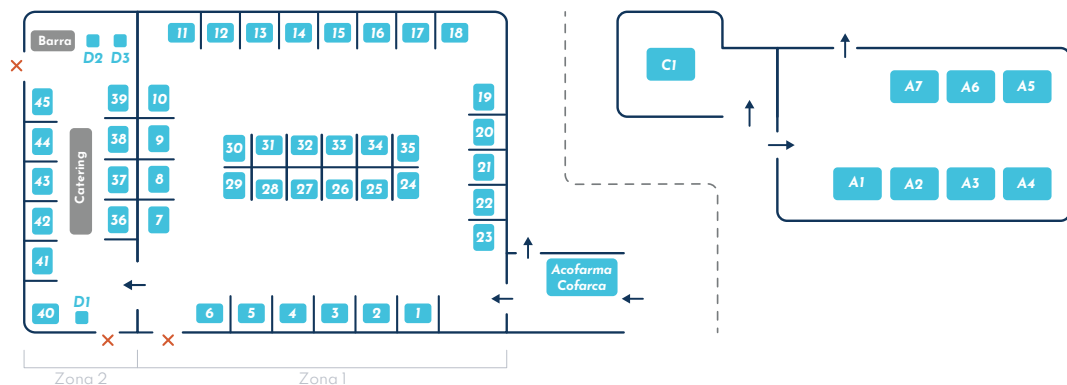 11 12 13 14 15 16 17 18
C1
Barra
D2 D3
A7 A6 A5
45 39 10 19
44 38 9 30 31 32 33 34 35 20
Catering
43 37 8 29 28 27 26 25 24 21
A1 A2 A3 A4
42 36 7 22
41 23
Acofarma
Cofarca
D1
40 6 5 4 3 2 1
Zona 2 Zona 1